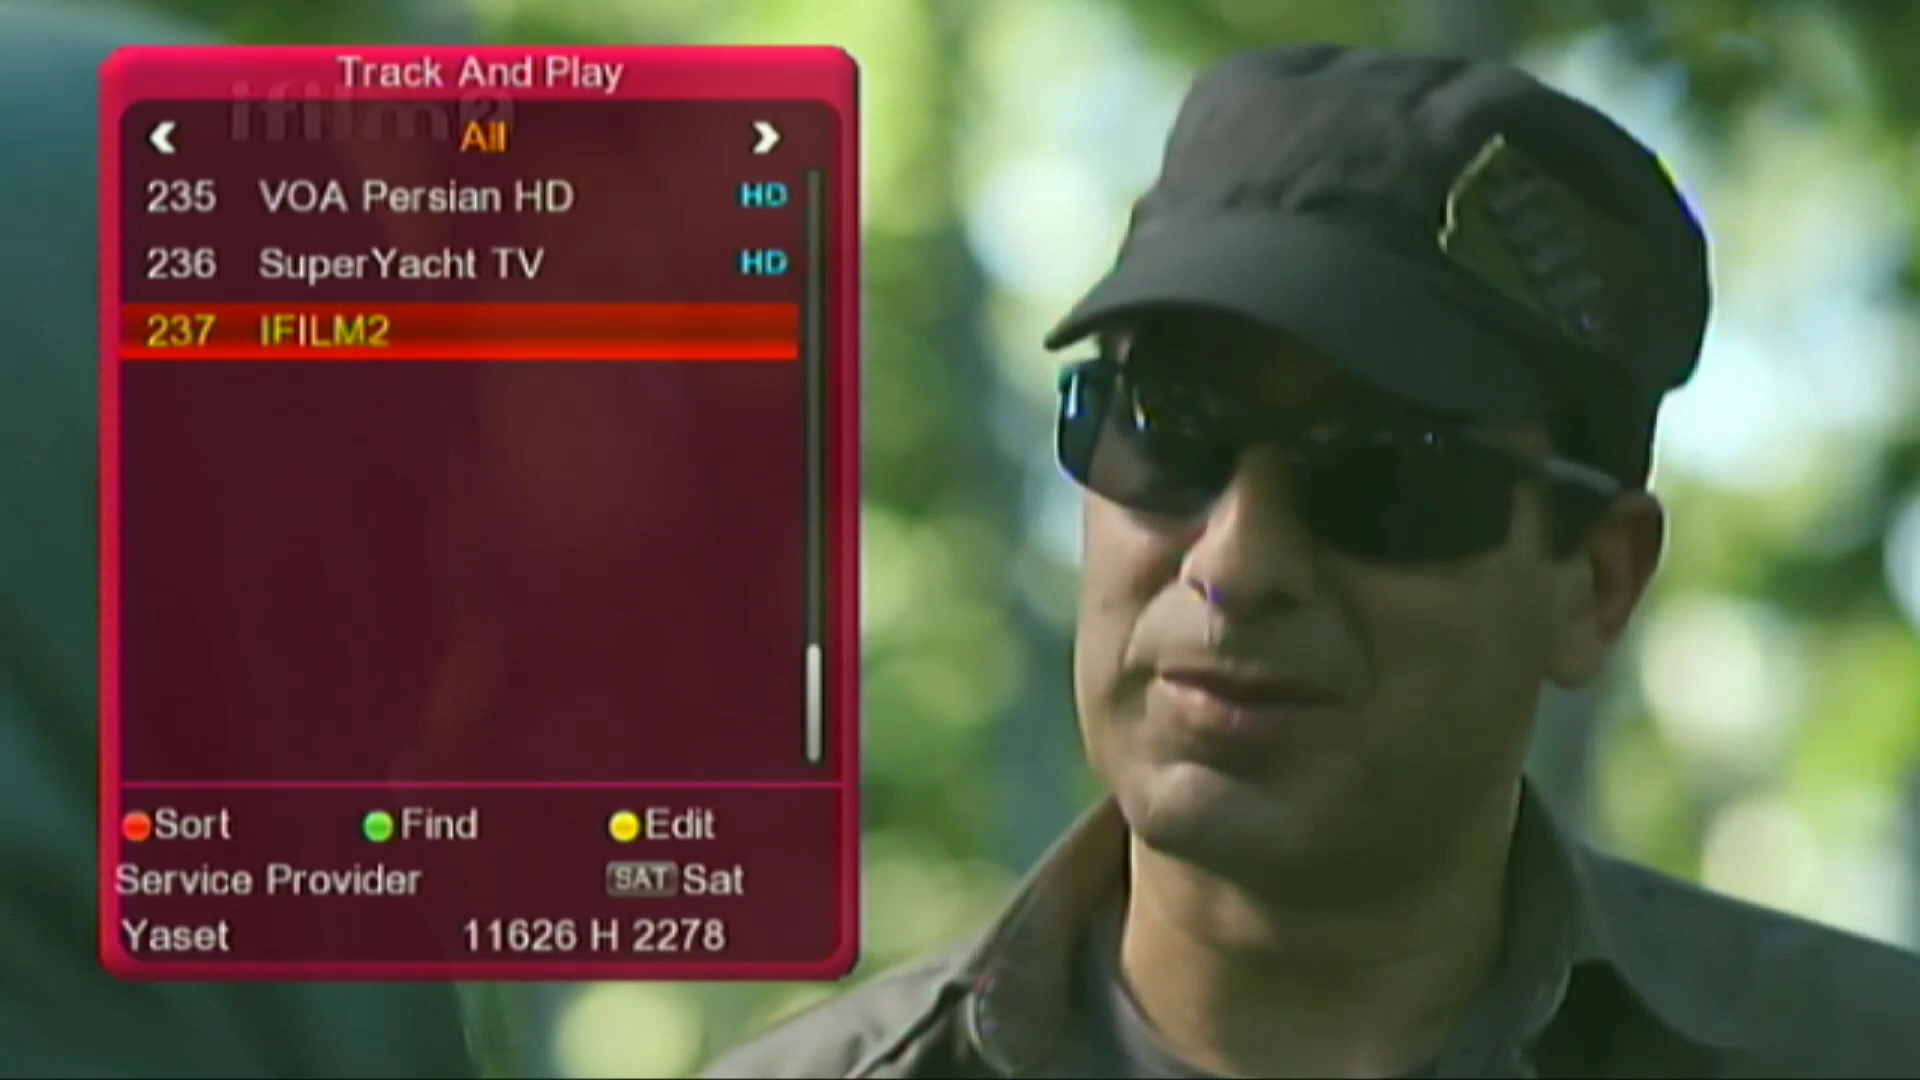 Track And Play
ifilm2
All
235 VOA Persian HD HD
236 SuperYacht TV HD
237 IFILM2
Sort Find Edit
Service Provider SAT Sat
Yaset 11626 H 2278